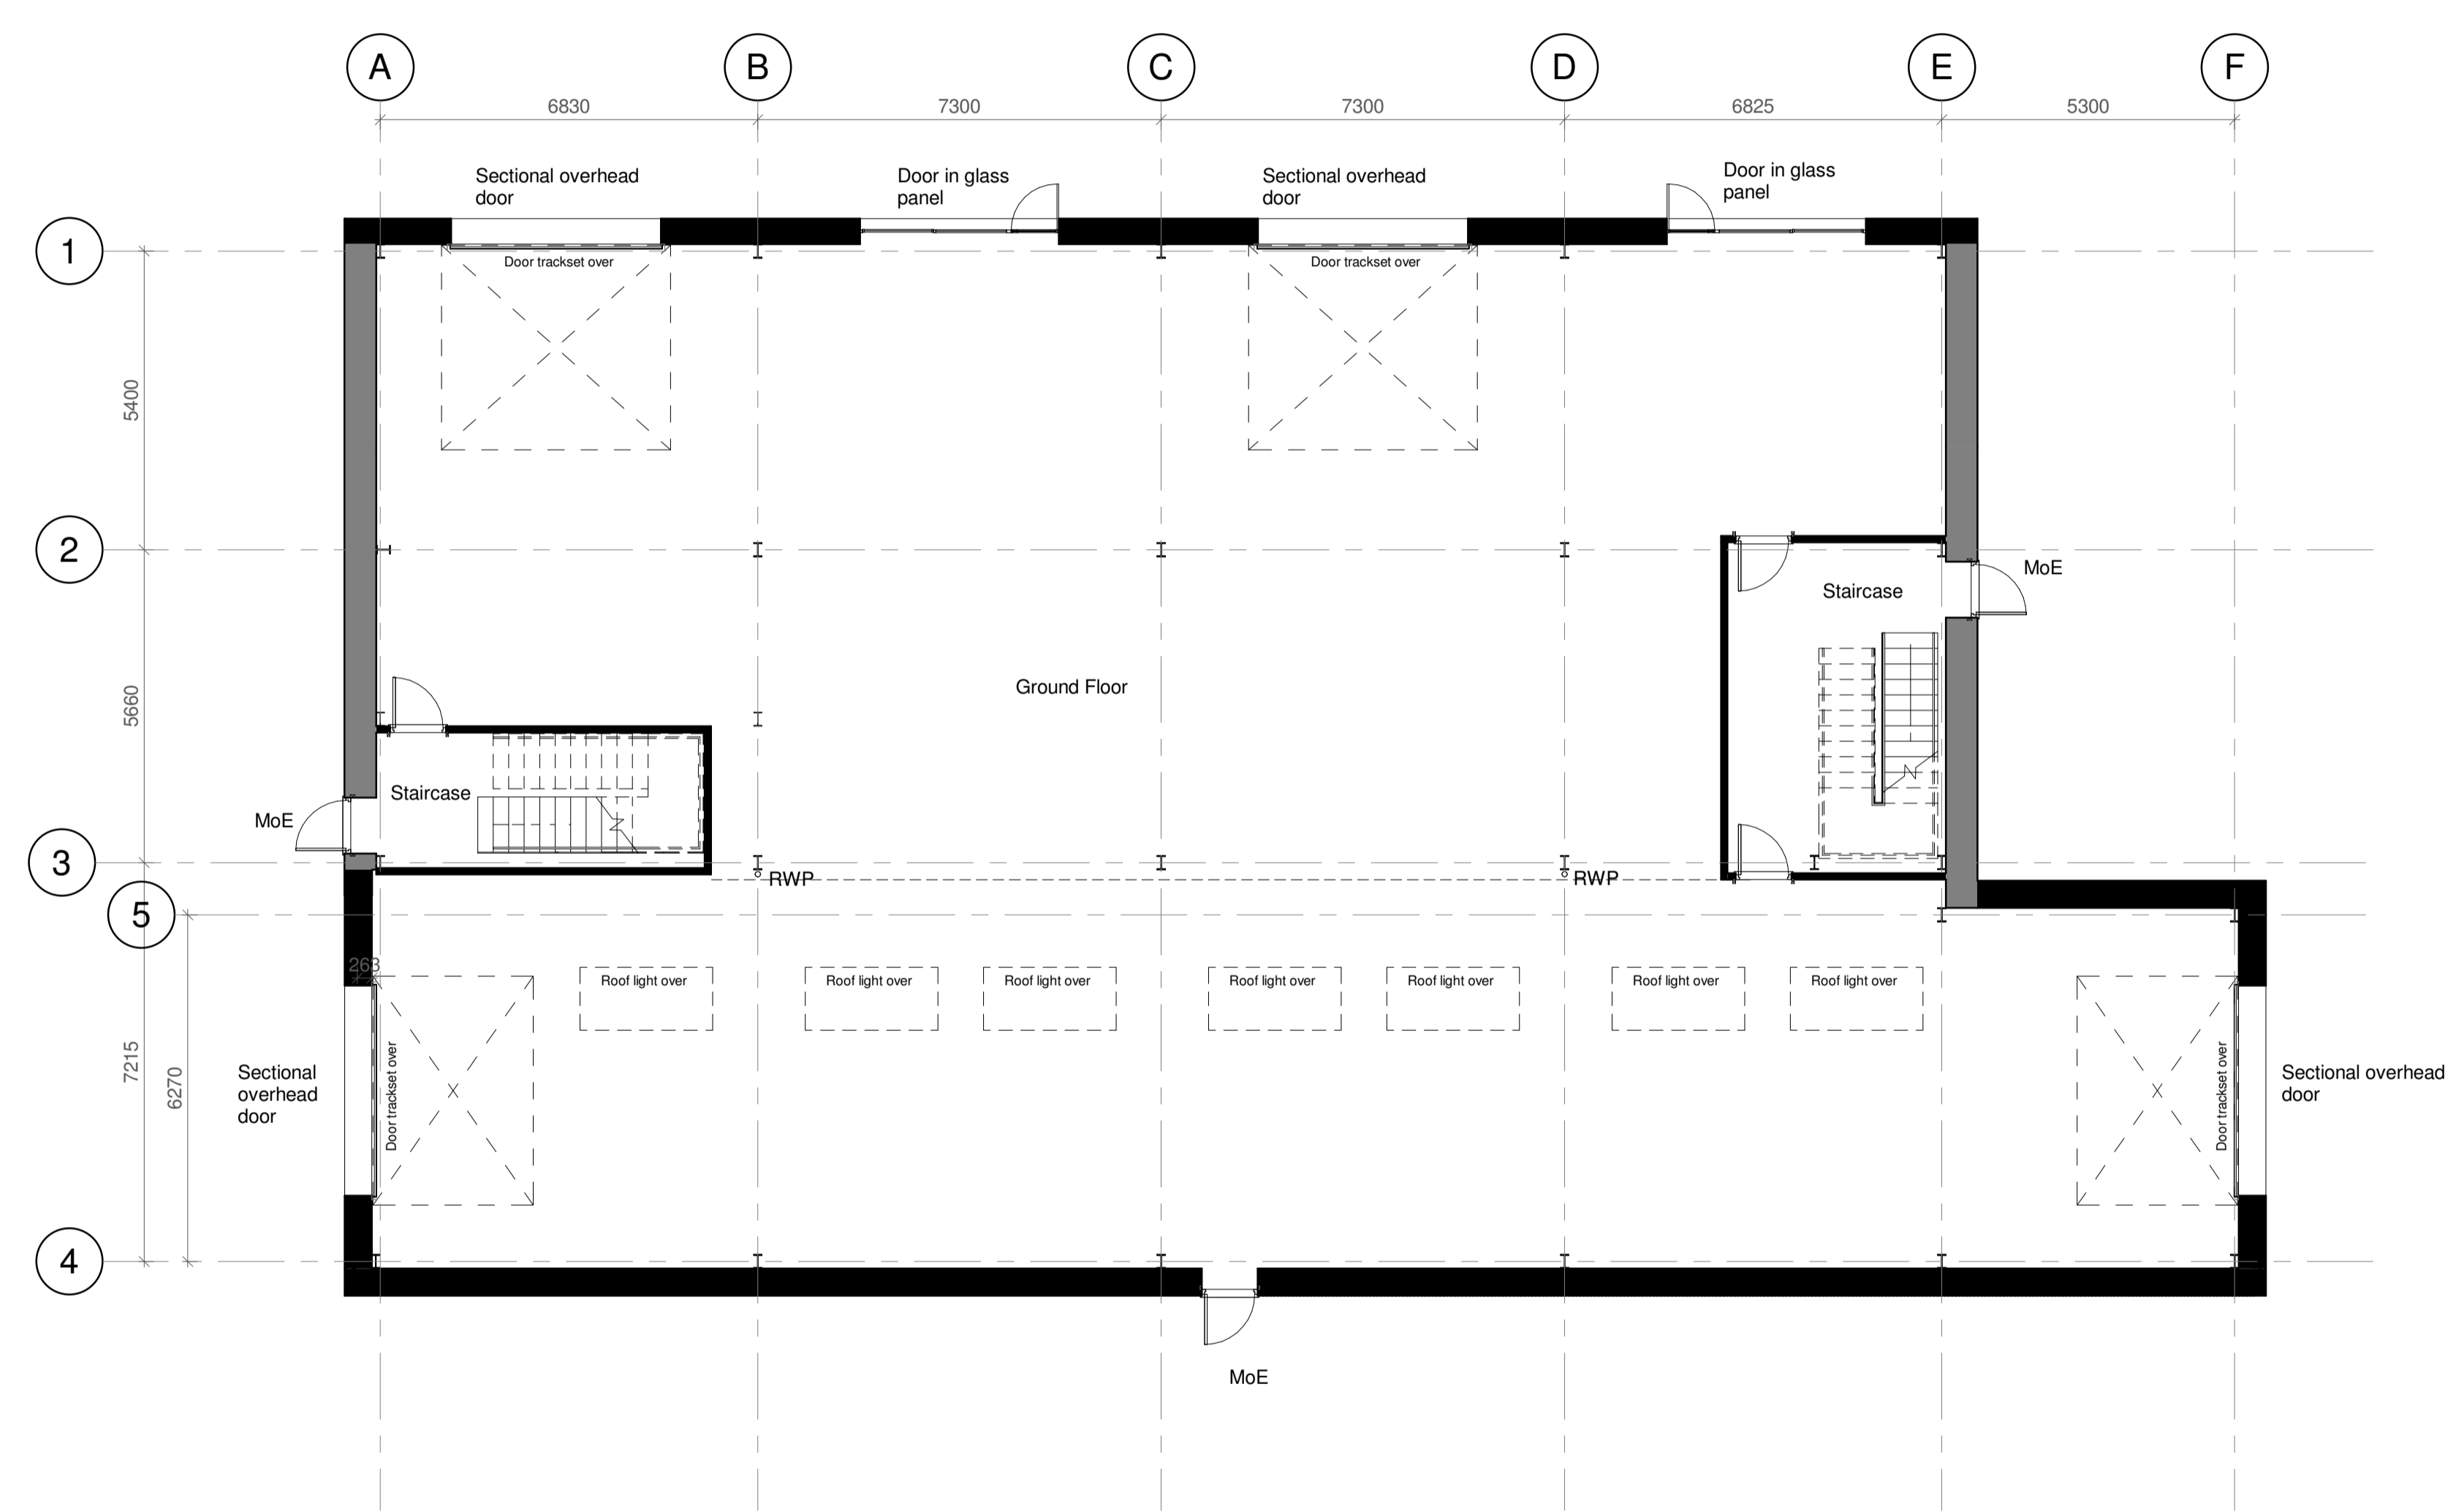 A B C D E F
6830 7300 7300 6825 5300
Sectional overhead
door
Door in glass
panel
Sectional overhead
door
Door in glass
panel
1
Door trackset over
Door trackset over
5400
2
MoE
Staircase
5660
Ground Floor
Staircase
MoE
3
RWP
RWP
5
263
Roof light over
Roof light over
Roof light over
Roof light over
Roof light over
Roof light over
Roof light over
7215
6270
Sectional
overhead
door
Door trackset over
Door trackset over
Sectional overhead
door
4
MoE